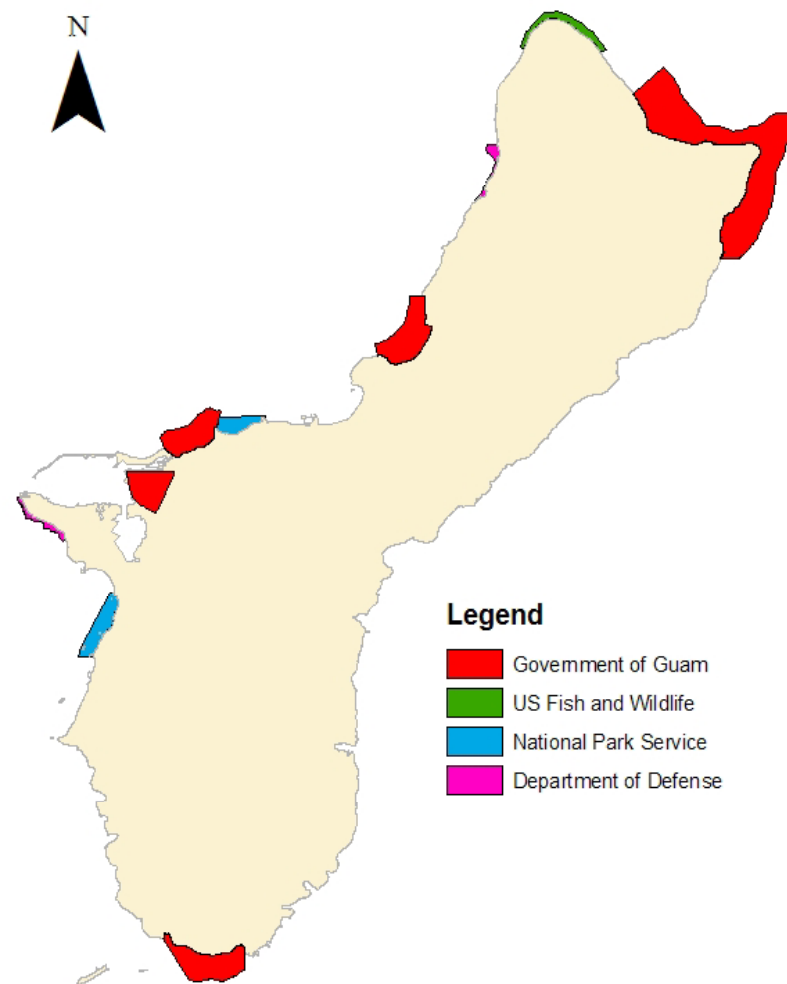 N
Legend
Government of Guam
US Fish and Wildlife
National Park Service
Department of Defense